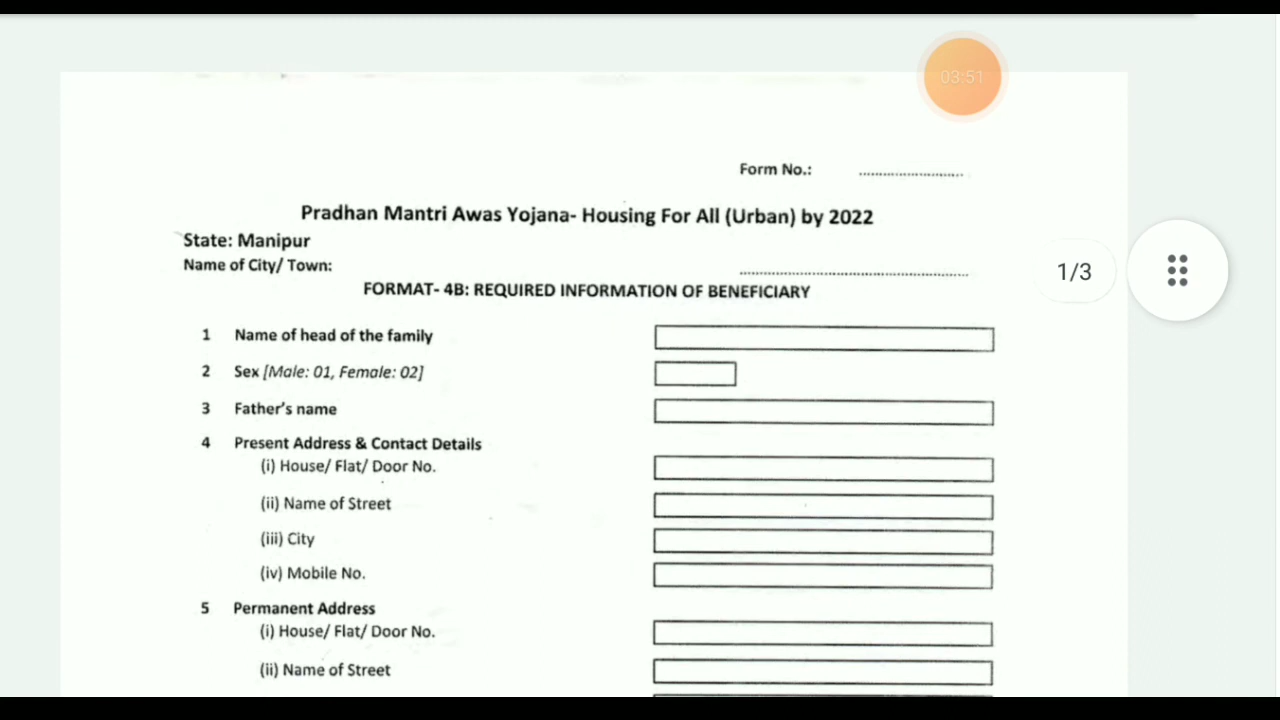 03:51
Form No.: ..........................
Pradhan Mantri Awas Yojana- Housing For All (Urban) by 2022
State: Manipur
Name of City/ Town: ..........................................................
1/3
FORMAT- 4B: REQUIRED INFORMATION OF BENEFICIARY
1 Name of head of the family
2 Sex [Male: 01, Female: 02]
3 Father's name
4 Present Address & Contact Details
(i) House/ Flat/ Door No.
(ii) Name of Street
(iii) City
(iv) Mobile No.
5 Permanent Address
(i) House/ Flat/ Door No.
(ii) Name of Street